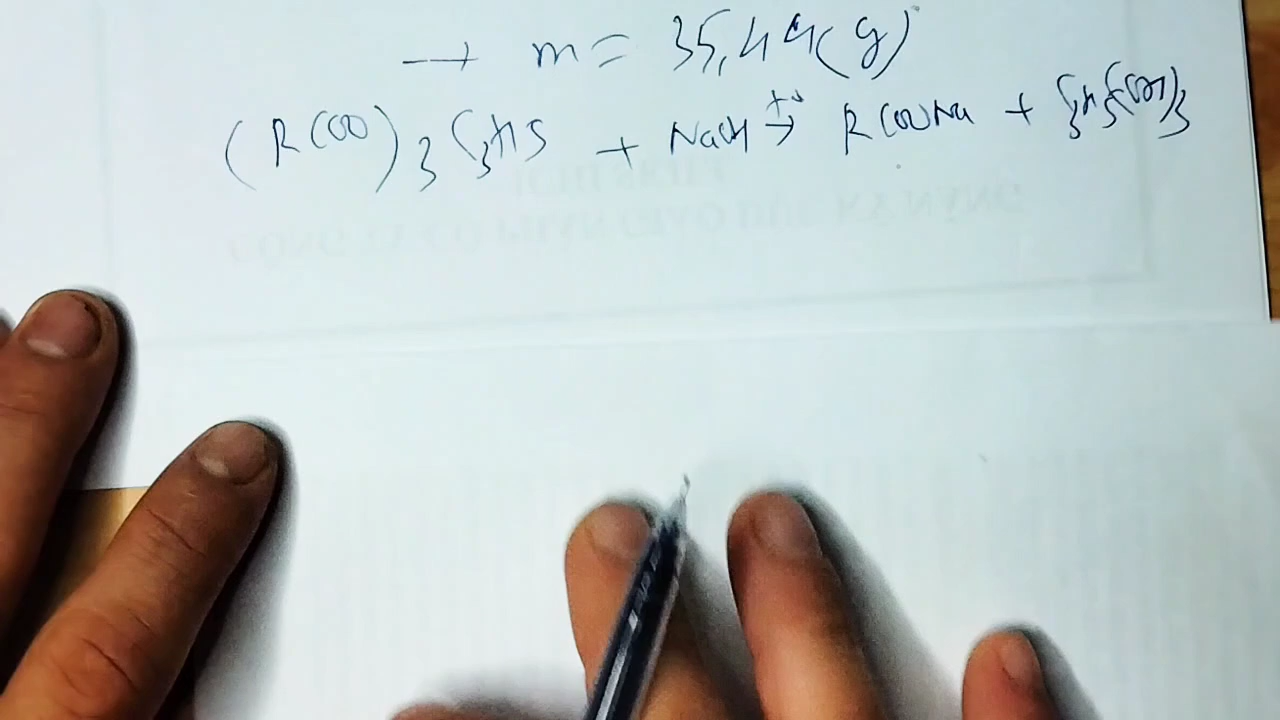 → m = 35,44(g)
(RCOO)3C3H5 + NaOH t°→ RCOONa + C3H5(OH)3